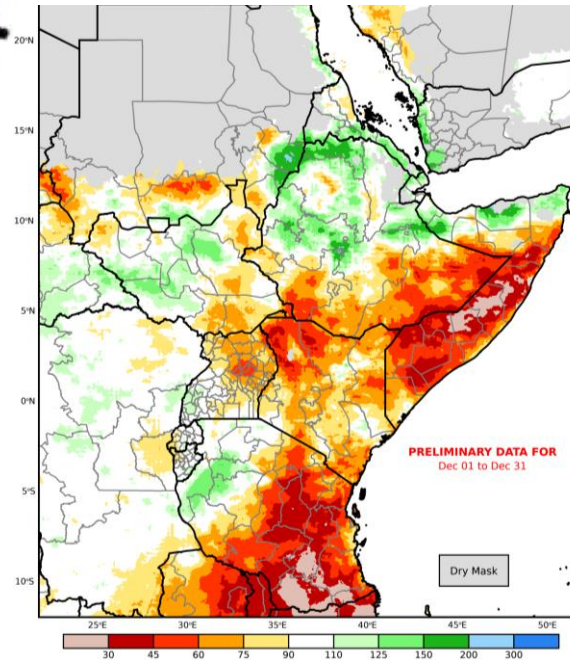 20°N
15°N
10°N
5°N
0°N
5°S
10°S
PRELIMINARY DATA FOR
Dec 01 to Dec 31
Dry Mask
25°E 30°E 35°E 40°E 45°E 50°E
30 45 60 75 90 110 125 150 200 300